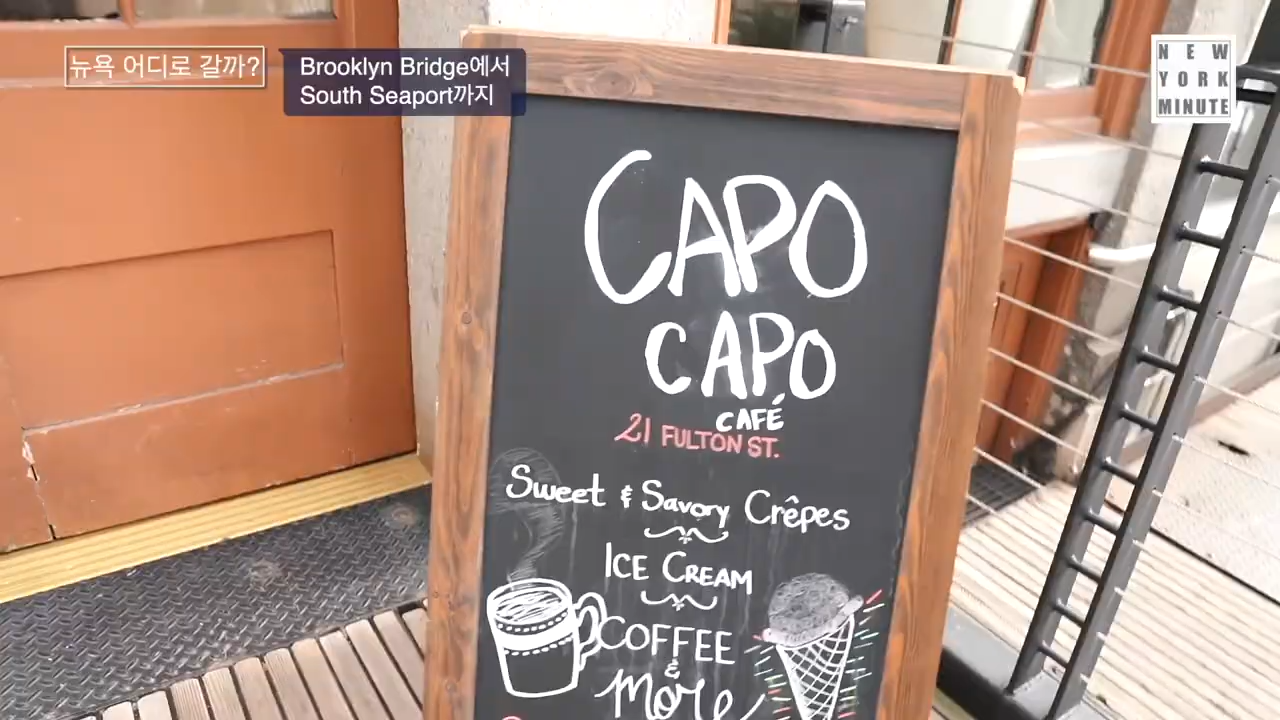 뉴욕 어디로 갈까?
Brooklyn Bridge에서
South Seaport까지
NEW
YORK
MINUTE
CAPO
CAPO
CAFÉ
21 FULTON ST.
Sweet & Savory Crêpes
ICE CREAM
COFFEE
&
More